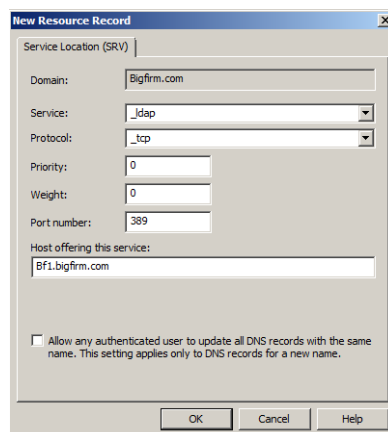 New Resource Record
Service Location (SRV)
Domain: Bigfirm.com
Service: _ldap
Protocol: _tcp
Priority: 0
Weight: 0
Port number: 389
Host offering this service:
Bf1.bigfirm.com
Allow any authenticated user to update all DNS records with the same
name. This setting applies only to DNS records for a new name.
OK Cancel Help